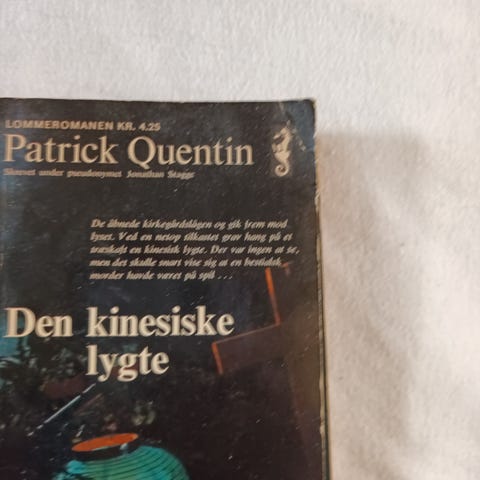 LOMMEROMANEN KR. 4.25
Patrick Quentin
Skrevet under pseudonymet Jonathan Stagge
De åbnede kirkegårdslågen og gik frem mod
lyset. Ved en netop tilkastet grav hang på et
træskaft en kinesisk lygte. Der var ingen at se,
men det skulle snart vise sig at en bestialsk
morder havde været på spil . . .
Den kinesiske
lygte